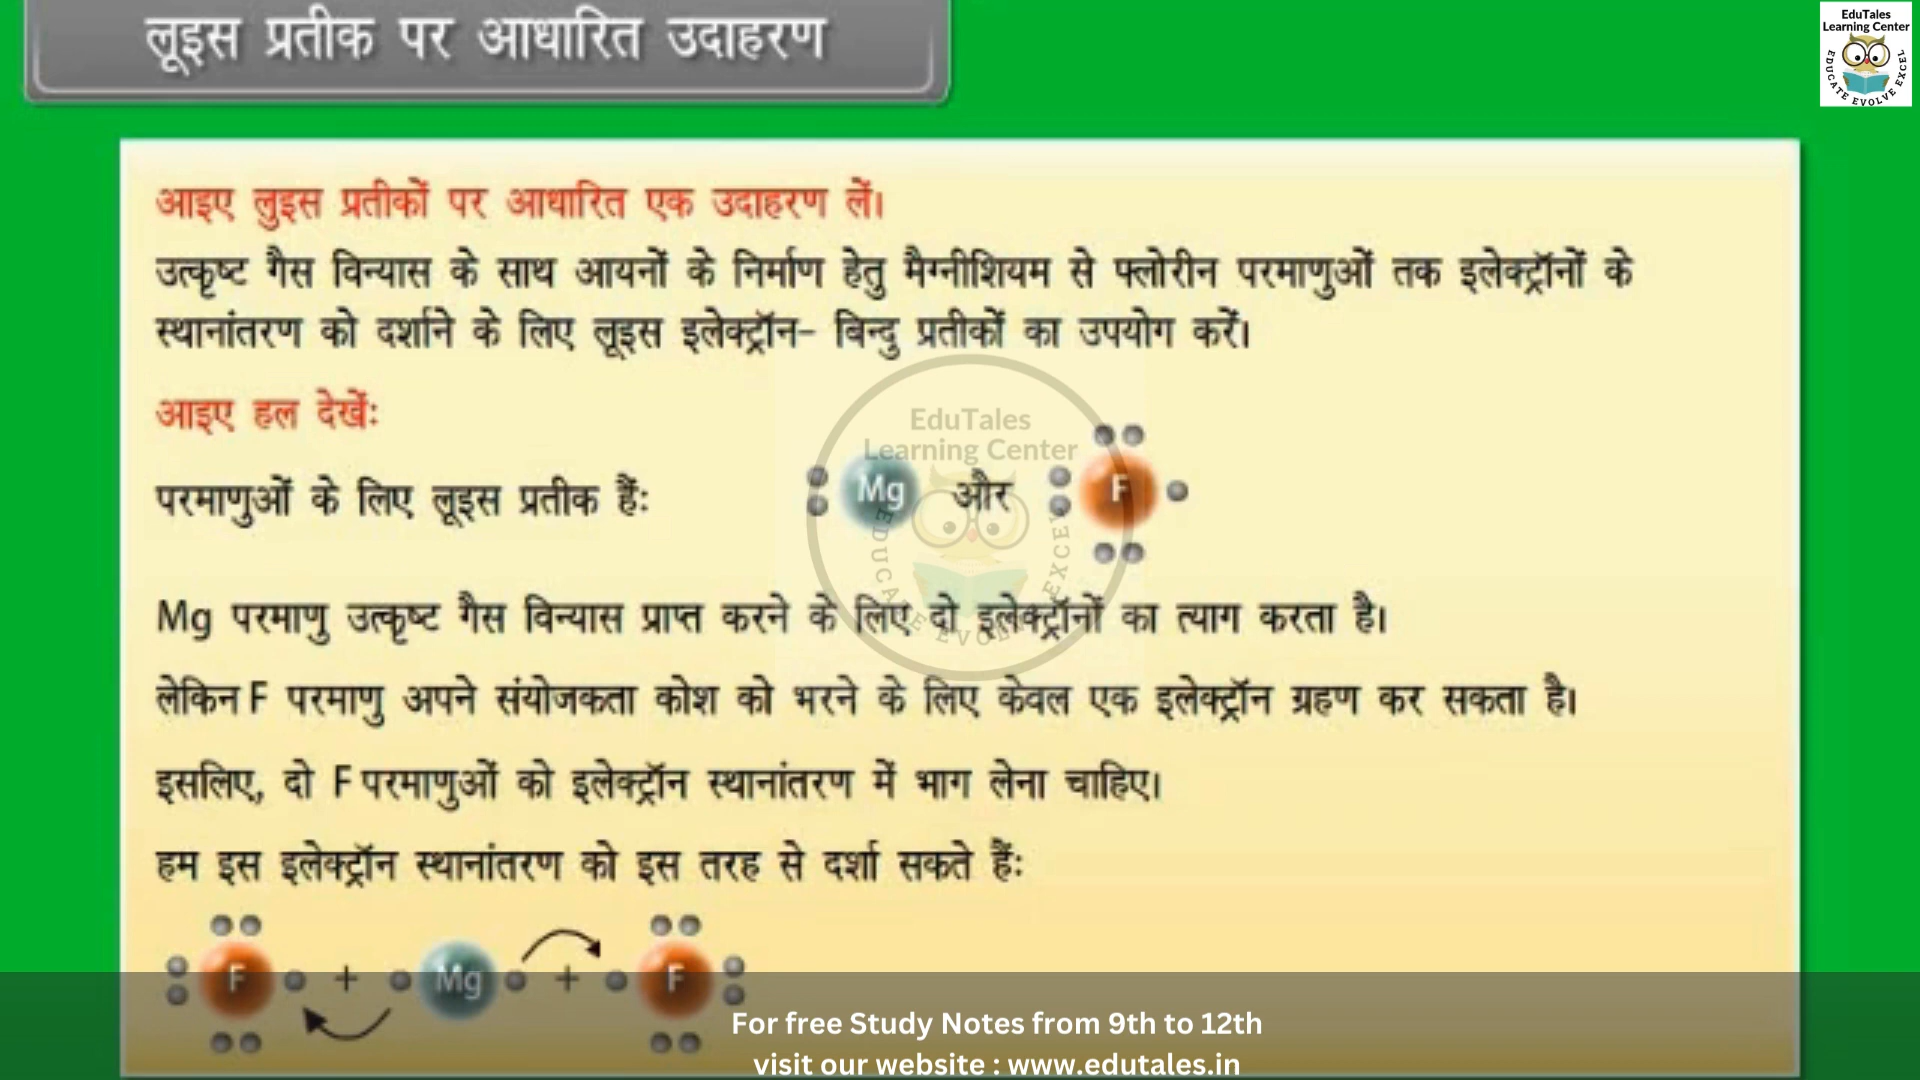 लूइस प्रतीक पर आधारित उदाहरण
EduTales
Learning Center
EDUCATE EVOLVE EXCEL
आइए लुइस प्रतीकों पर आधारित एक उदाहरण लें।
उत्कृष्ट गैस विन्यास के साथ आयनों के निर्माण हेतु मैग्नीशियम से फ्लोरीन परमाणुओं तक इलेक्ट्रॉनों के
स्थानांतरण को दर्शाने के लिए लूइस इलेक्ट्रॉन- बिन्दु प्रतीकों का उपयोग करें।
आइए हल देखेंः
EduTales
Learning Center
परमाणुओं के लिए लूइस प्रतीक हैंः Mg और F
EDUCATE EVOLVE EXCEL
Mg परमाणु उत्कृष्ट गैस विन्यास प्राप्त करने के लिए दो इलेक्ट्रॉनों का त्याग करता है।
लेकिन F परमाणु अपने संयोजकता कोश को भरने के लिए केवल एक इलेक्ट्रॉन ग्रहण कर सकता है।
इसलिए, दो F परमाणुओं को इलेक्ट्रॉन स्थानांतरण में भाग लेना चाहिए।
हम इस इलेक्ट्रॉन स्थानांतरण को इस तरह से दर्शा सकते हैंः
F + Mg + F
For free Study Notes from 9th to 12th
visit our website : www.edutales.in